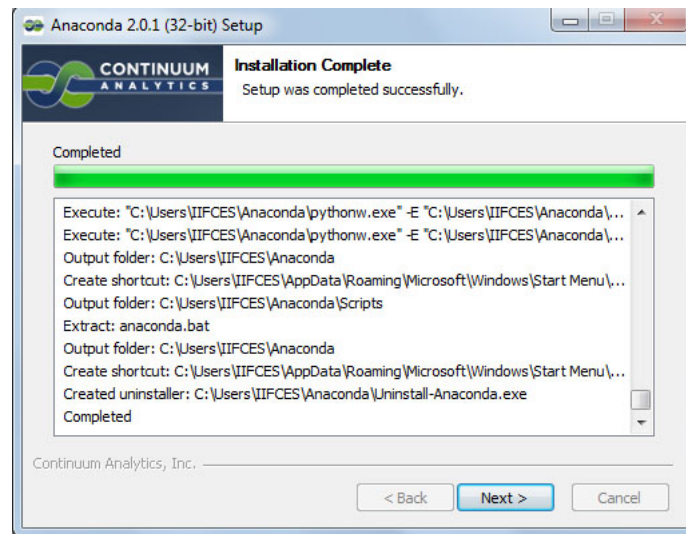 Anaconda 2.0.1 (32-bit) Setup
CONTINUUM
ANALYTICS
Installation Complete
Setup was completed successfully.
Completed
Execute: "C:\Users\IIFCES\Anaconda\pythonw.exe" -E "C:\Users\IIFCES\Anaconda\...
Execute: "C:\Users\IIFCES\Anaconda\pythonw.exe" -E "C:\Users\IIFCES\Anaconda\...
Output folder: C:\Users\IIFCES\Anaconda
Create shortcut: C:\Users\IIFCES\AppData\Roaming\Microsoft\Windows\Start Menu\...
Output folder: C:\Users\IIFCES\Anaconda\Scripts
Extract: anaconda.bat
Output folder: C:\Users\IIFCES\Anaconda
Create shortcut: C:\Users\IIFCES\AppData\Roaming\Microsoft\Windows\Start Menu\...
Created uninstaller: C:\Users\IIFCES\Anaconda\Uninstall-Anaconda.exe
Completed
Continuum Analytics, Inc.
< Back Next > Cancel